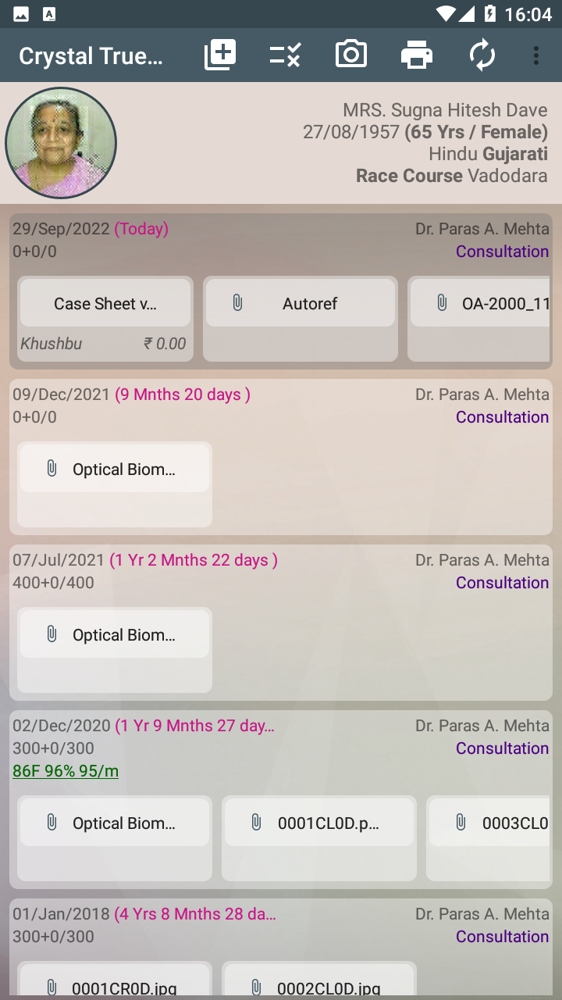 16:04
Crystal True...
MRS. Sugna Hitesh Dave
27/08/1957 (65 Yrs / Female)
Hindu Gujarati
Race Course Vadodara
29/Sep/2022 (Today) Dr. Paras A. Mehta
0+0/0 Consultation
Case Sheet v... Autoref OA-2000_11
Khushbu ₹ 0.00
09/Dec/2021 (9 Mnths 20 days ) Dr. Paras A. Mehta
0+0/0 Consultation
Optical Biom...
07/Jul/2021 (1 Yr 2 Mnths 22 days ) Dr. Paras A. Mehta
400+0/400 Consultation
Optical Biom...
02/Dec/2020 (1 Yr 9 Mnths 27 day... Dr. Paras A. Mehta
300+0/300 Consultation
86F 96% 95/m
Optical Biom... 0001CL0D.p... 0003CL0
01/Jan/2018 (4 Yrs 8 Mnths 28 da... Dr. Paras A. Mehta
300+0/300 Consultation
0001CR0D.jpg 0002CL0D.jpg